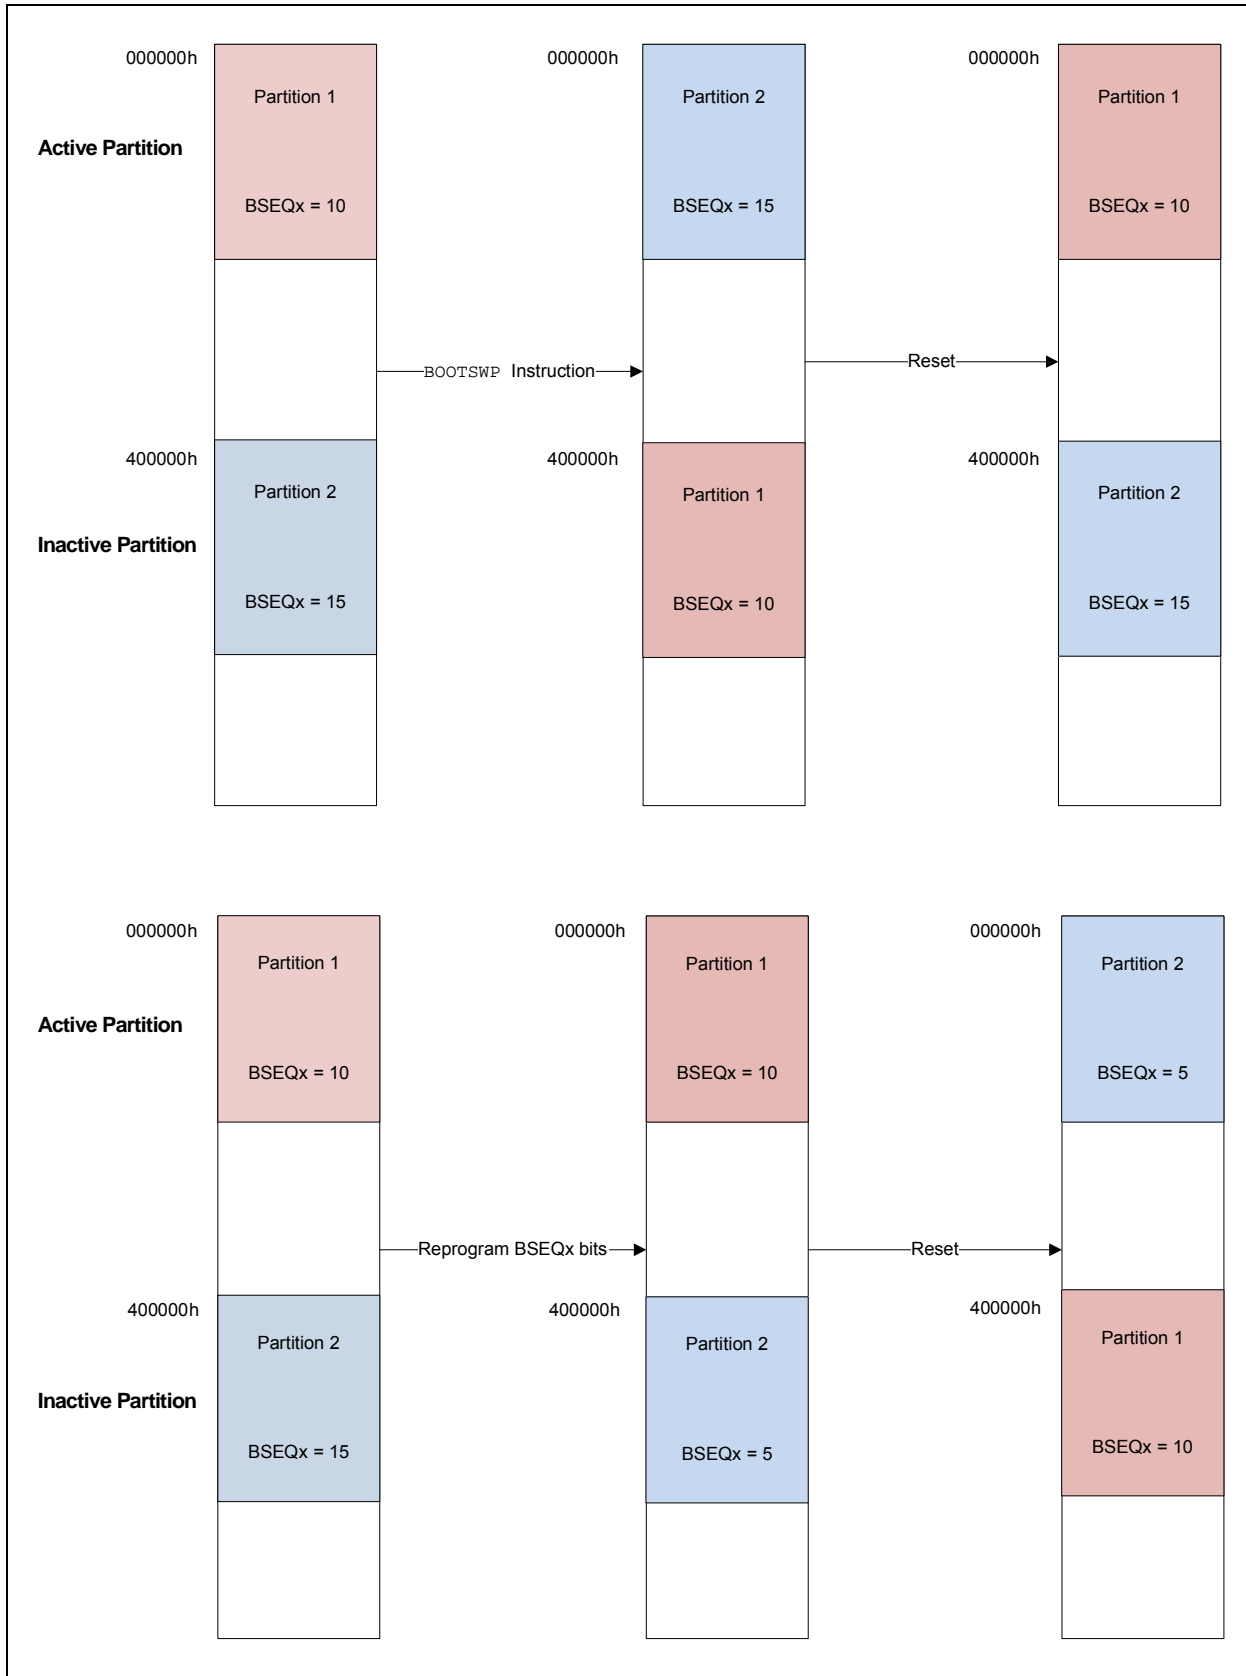 000000h
000000h
000000h
Partition 1
Partition 2
Partition 1
Active Partition
BSEQx = 10
BSEQx = 15
BSEQx = 10
BOOTSWP Instruction
Reset
400000h
400000h
400000h
Partition 2
Partition 1
Partition 2
Inactive Partition
BSEQx = 15
BSEQx = 10
BSEQx = 15
000000h
000000h
000000h
Partition 1
Partition 1
Partition 2
Active Partition
BSEQx = 10
BSEQx = 10
BSEQx = 5
Reprogram BSEQx bits
Reset
400000h
400000h
400000h
Partition 2
Partition 2
Partition 1
Inactive Partition
BSEQx = 15
BSEQx = 5
BSEQx = 10